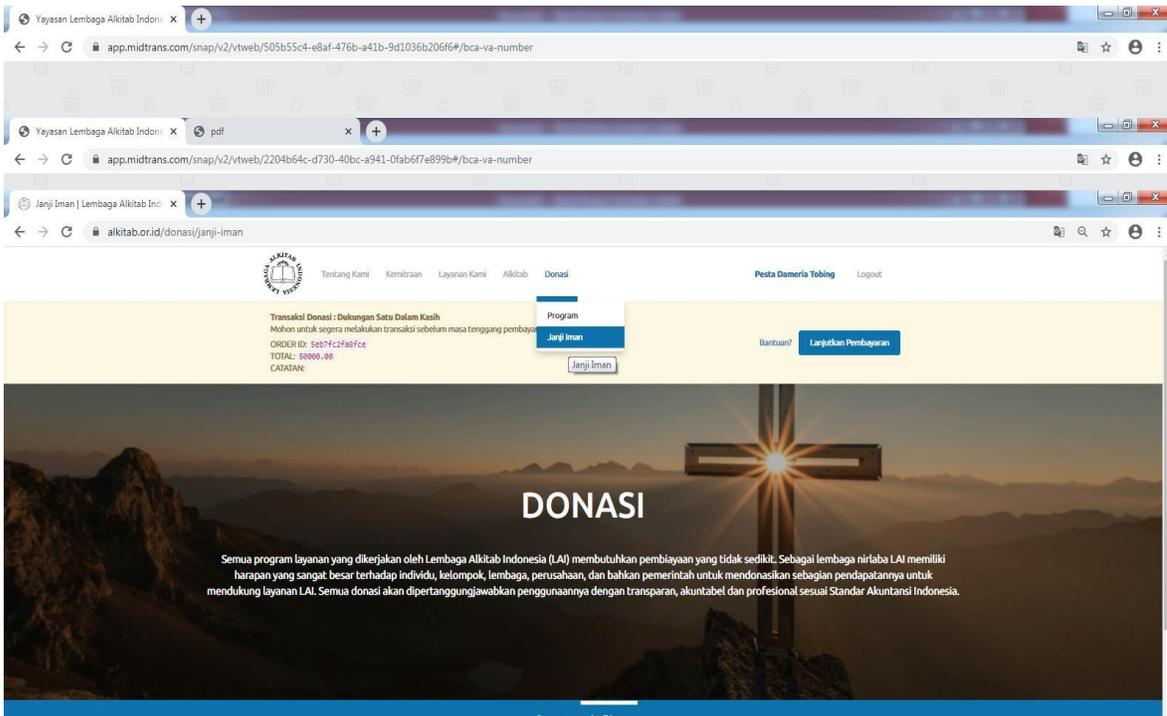 Yayasan Lembaga Alkitab Indon
app.midtrans.com/snap/v2/vtweb/505b55c4-e8af-476b-a41b-9d1036b206f6#/bca-va-number
Yayasan Lembaga Alkitab Indon pdf
app.midtrans.com/snap/v2/vtweb/2204b64c-d730-40bc-a941-0fab6f7e899b#/bca-va-number
Janji Iman | Lembaga Alkitab Ind
alkitab.or.id/donasi/janji-iman
LEMBAGA ALKITAB INDONESIA
Tentang Kami Kemitraan Layanan Kami Alkitab Donasi Pesta Dameria Tobing Logout
Transaksi Donasi : Dukungan Satu Dalam Kasih
Program
Mohon untuk segera melakukan transaksi sebelum masa tenggang pembaya
Janji Iman
ORDER ID: 5eb7fc2fa8fce
Bantuan? Lanjutkan Pembayaran
TOTAL: 50000.00
CATATAN:
Janji Iman
DONASI
Semua program layanan yang dikerjakan oleh Lembaga Alkitab Indonesia (LAI) membutuhkan pembiayaan yang tidak sedikit. Sebagai lembaga nirlaba LAI memiliki
harapan yang sangat besar terhadap individu, kelompok, lembaga, perusahaan, dan bahkan pemerintah untuk mendonasikan sebagian pendapatannya untuk
mendukung layanan LAI. Semua donasi akan dipertanggungjawabkan penggunaannya dengan transparan, akuntabel dan profesional sesuai Standar Akuntansi Indonesia.